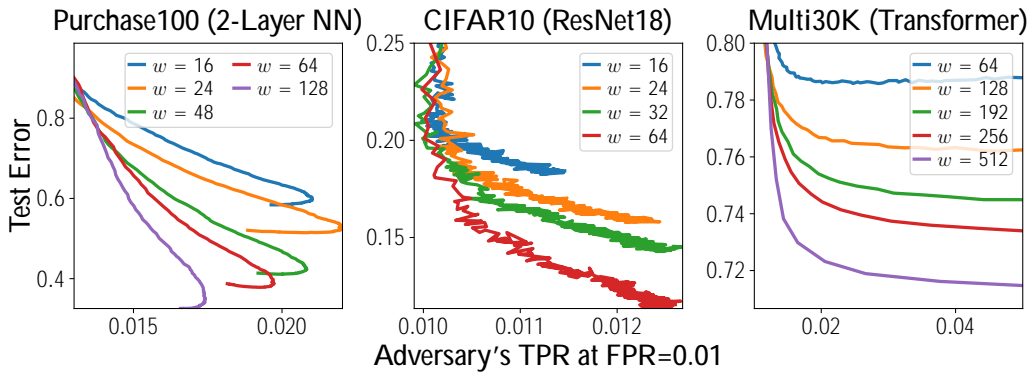 Purchase100 (2-Layer NN)
CIFAR10 (ResNet18)
Multi30K (Transformer)
Test Error
0.8
0.6
0.4
w = 16
w = 24
w = 48
w = 64
w = 128
0.015
0.020
0.25
0.20
0.15
w = 16
w = 24
w = 32
w = 64
0.010
0.011
0.012
0.80
0.78
0.76
0.74
0.72
w = 64
w = 128
w = 192
w = 256
w = 512
0.02
0.04
Adversary's TPR at FPR=0.01